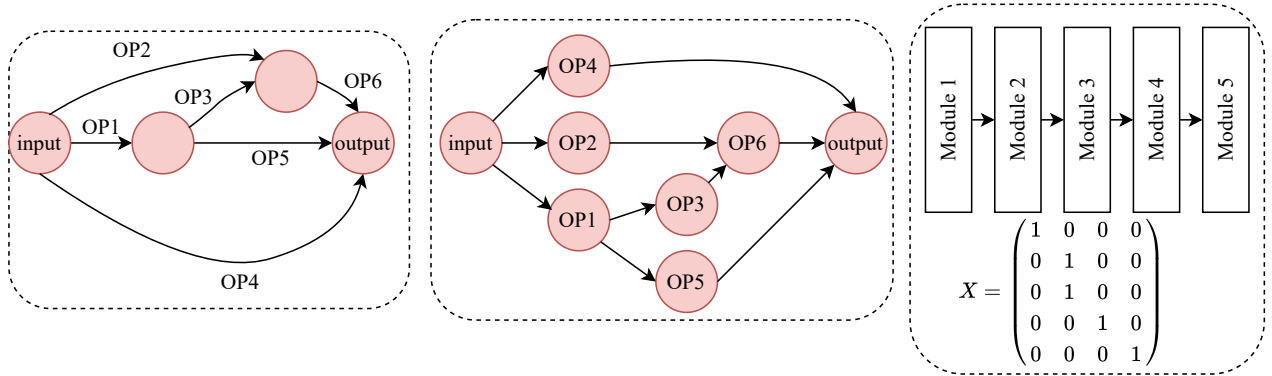 OP2
OP6
OP3
OP1
input
output
OP5
OP4
OP4
input
OP2
OP6
output
OP1
OP3
OP5
Module 1
Module 2
Module 3
Module 4
Module 5
1 0 0 0
0 1 0 0
X = 0 1 0 0
0 0 1 0
0 0 0 1